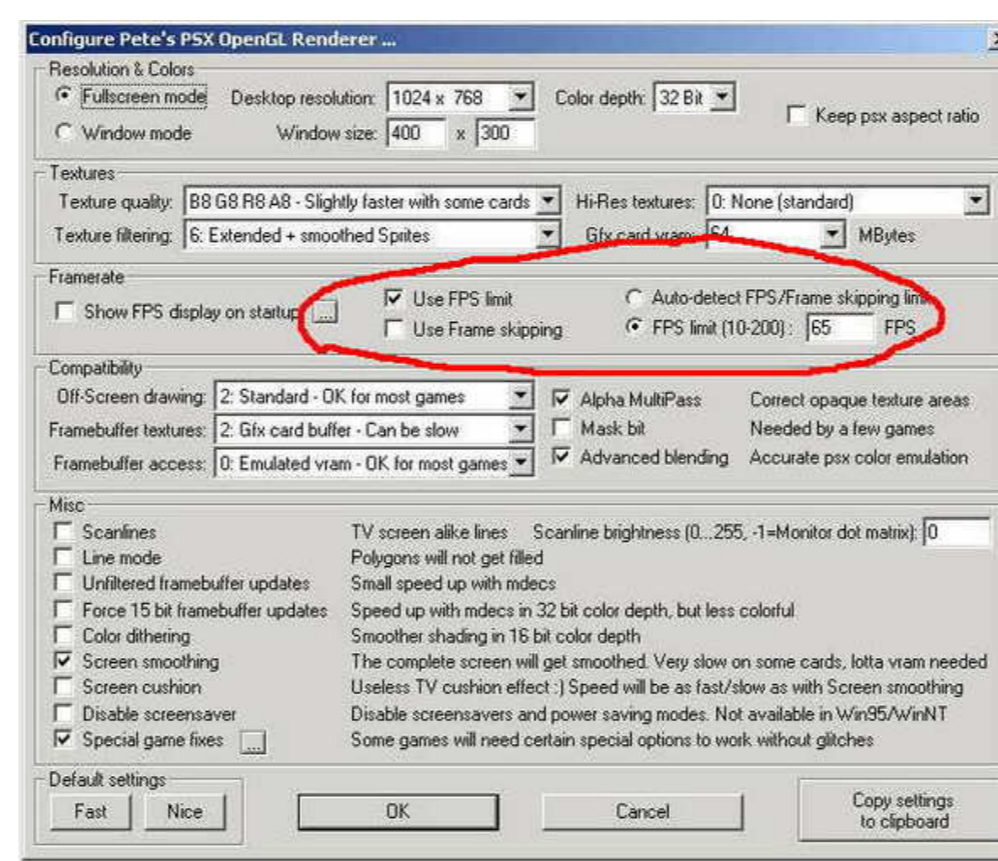 Configure Pete's PSX OpenGL Renderer ...
Resolution & Colors
Fullscreen mode Desktop resolution: 1024 x 768 Color depth: 32 Bit
Keep psx aspect ratio
Window mode Window size: 400 x 300
Textures
Texture quality: B8 G8 R8 A8 - Slightly faster with some cards Hi-Res textures: 0: None (standard)
Texture filtering: 6: Extended + smoothed Sprites Gfx card vram: 64 MBytes
Framerate
Show FPS display on startup ... Use FPS limit Auto-detect FPS/Frame skipping limit
Use Frame skipping FPS limit (10-200) : 65 FPS
Compatibility
Off-Screen drawing: 2: Standard - OK for most games Alpha MultiPass Correct opaque texture areas
Framebuffer textures: 2: Gfx card buffer - Can be slow Mask bit Needed by a few games
Framebuffer access: 0: Emulated vram - OK for most games Advanced blending Accurate psx color emulation
Misc
Scanlines TV screen alike lines Scanline brightness (0...255, -1=Monitor dot matrix): 0
Line mode Polygons will not get filled
Unfiltered framebuffer updates Small speed up with mdecs
Force 15 bit framebuffer updates Speed up with mdecs in 32 bit color depth, but less colorful
Color dithering Smoother shading in 16 bit color depth
Screen smoothing The complete screen will get smoothed. Very slow on some cards, lotta vram needed
Screen cushion Useless TV cushion effect :) Speed will be as fast/slow as with Screen smoothing
Disable screensaver Disable screensavers and power saving modes. Not available in Win95/WinNT
Special game fixes ... Some games will need certain special options to work without glitches
Default settings
Fast Nice OK Cancel Copy settings
to clipboard